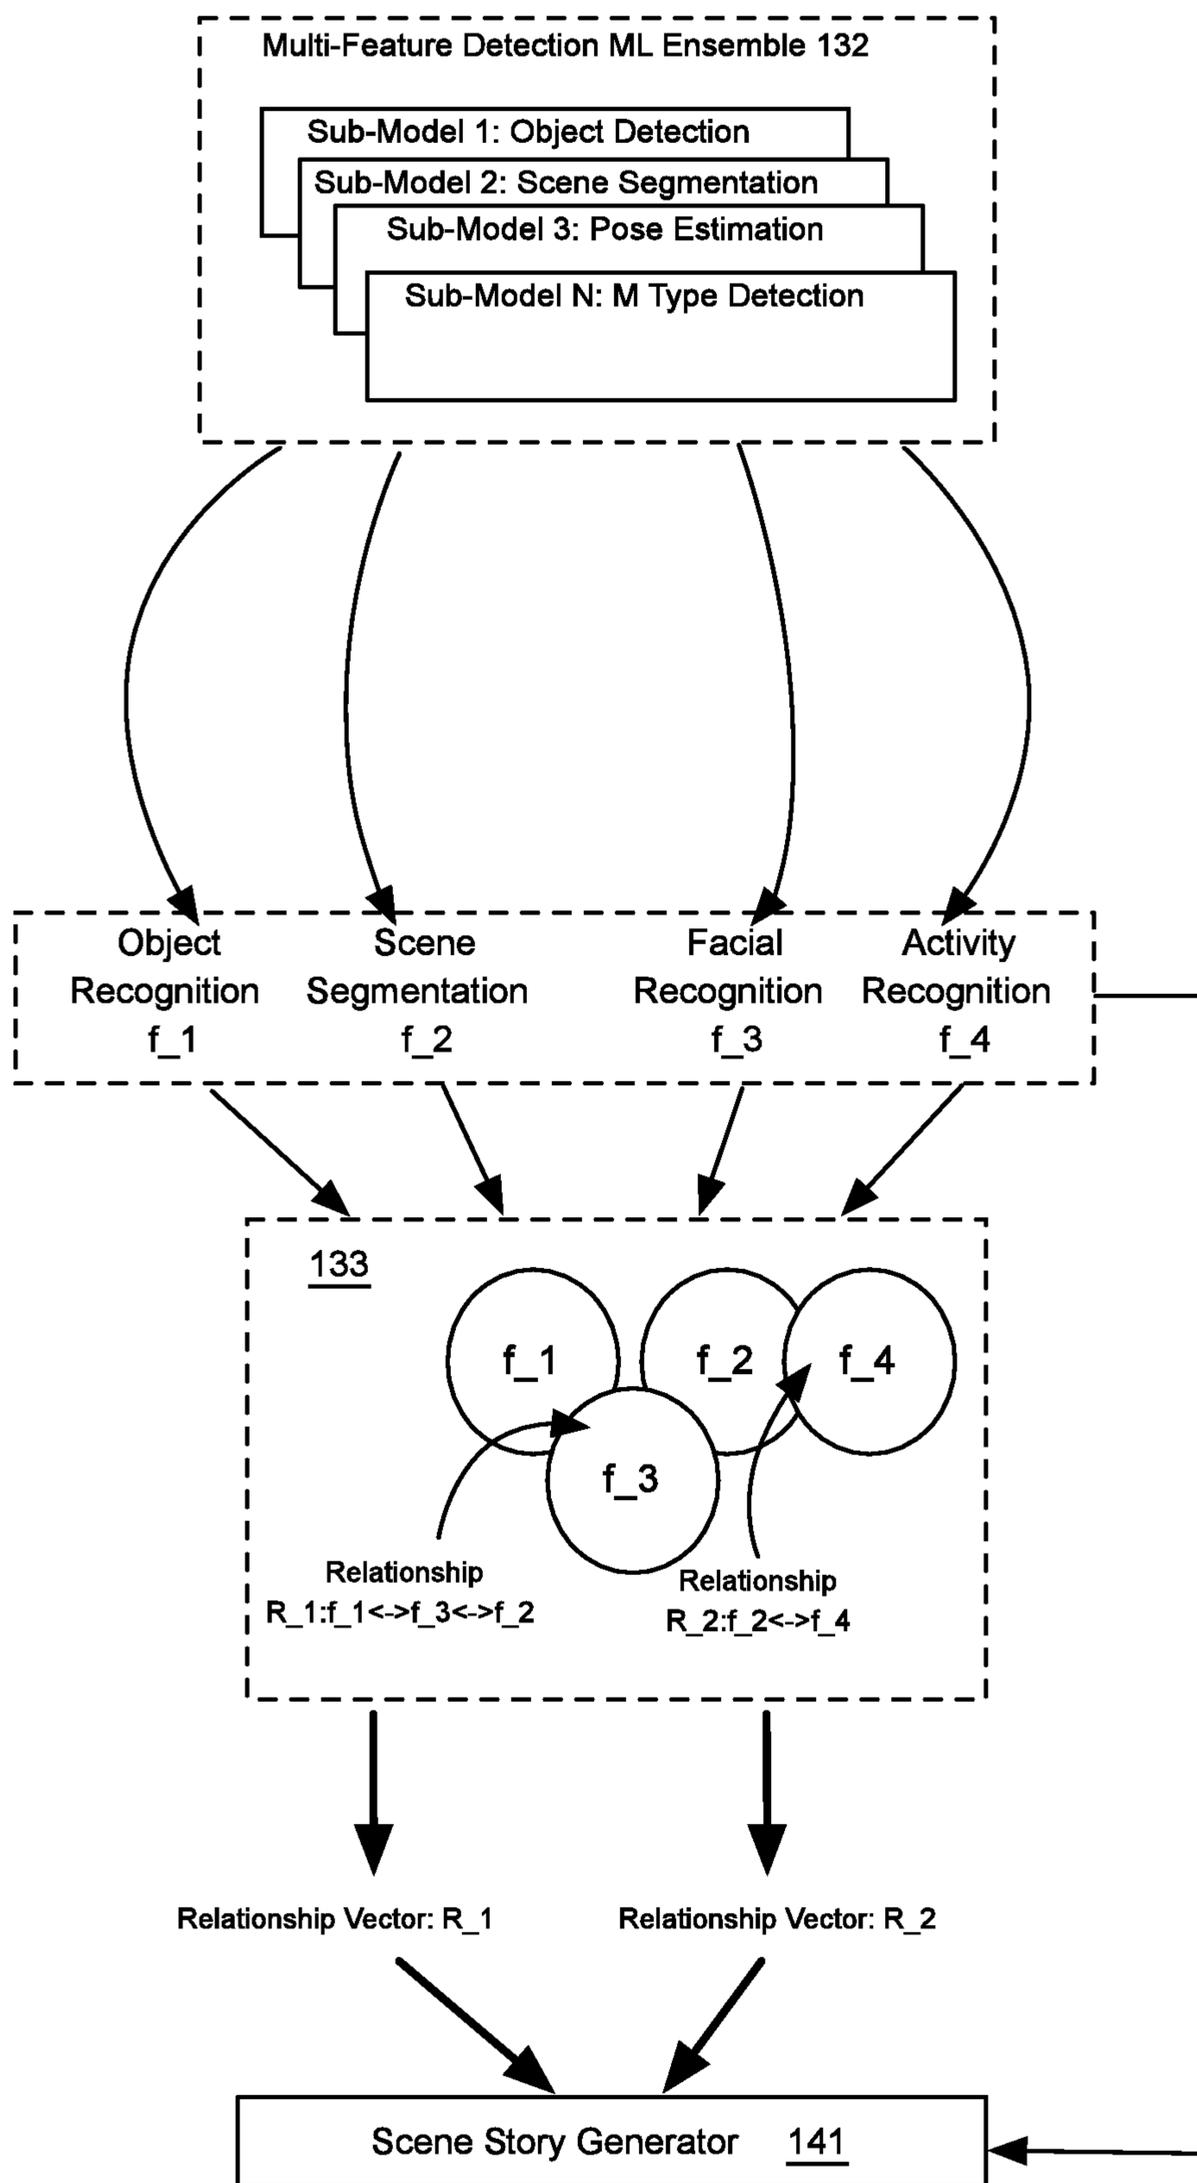 Multi-Feature Detection ML Ensemble 132
Sub-Model 1: Object Detection
Sub-Model 2: Scene Segmentation
Sub-Model 3: Pose Estimation
Sub-Model N: M Type Detection
Object
Recognition
f_1
Scene
Segmentation
f_2
Facial
Recognition
f_3
Activity
Recognition
f_4
133
f_1
f_2
f_4
f_3
Relationship
R_1:f_1<->f_3<->f_2
Relationship
R_2:f_2<->f_4
Relationship Vector: R_1
Relationship Vector: R_2
Scene Story Generator 141